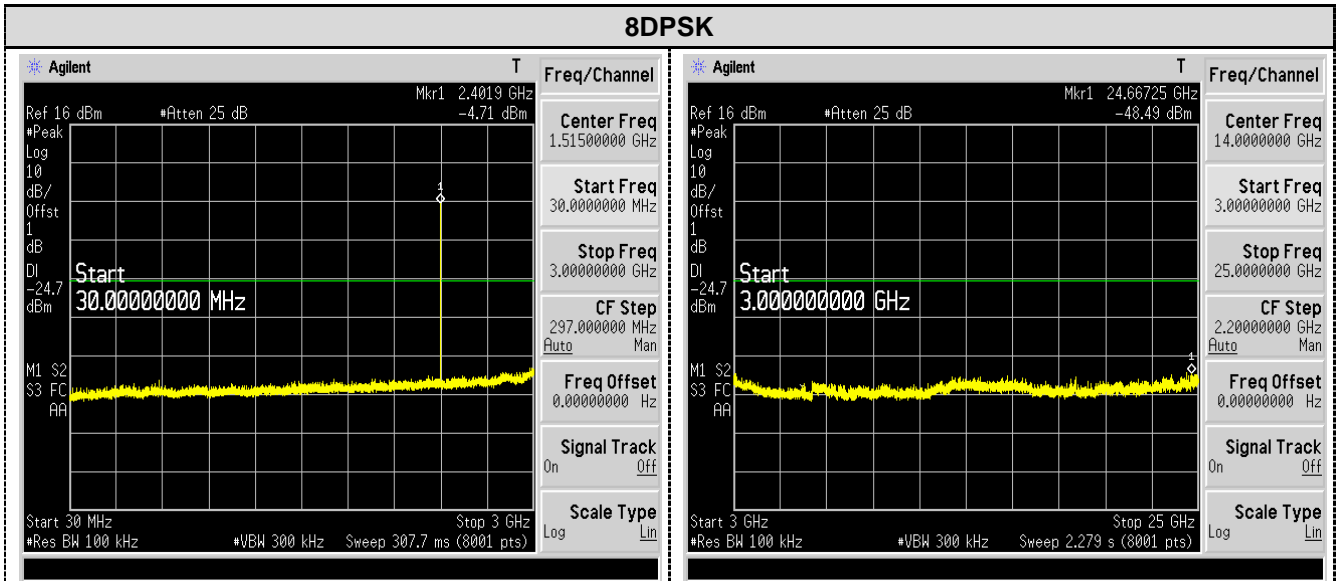 8DPSK
Agilent T
Mkr1 2.4019 GHz
Ref 16 dBm #Atten 25 dB -4.71 dBm
#Peak
Log
10
dB/
Offst
1
dB
DI
-24.7
dBm
M1 S2
S3 FC
AA
1
Start
30.00000000 MHz
Start 30 MHz Stop 3 GHz
#Res BW 100 kHz #VBW 300 kHz Sweep 307.7 ms (8001 pts)
Freq/Channel
Center Freq
1.51500000 GHz
Start Freq
30.0000000 MHz
Stop Freq
3.00000000 GHz
CF Step
297.000000 MHz
Auto Man
Freq Offset
0.00000000 Hz
Signal Track
On Off
Scale Type
Log Lin
Agilent T
Mkr1 24.66725 GHz
Ref 16 dBm #Atten 25 dB -48.49 dBm
#Peak
Log
10
dB/
Offst
1
dB
DI
-24.7
dBm
M1 S2
S3 FC
AA
1
Start
3.000000000 GHz
Start 3 GHz Stop 25 GHz
#Res BW 100 kHz #VBW 300 kHz Sweep 2.279 s (8001 pts)
Freq/Channel
Center Freq
14.0000000 GHz
Start Freq
3.00000000 GHz
Stop Freq
25.0000000 GHz
CF Step
2.20000000 GHz
Auto Man
Freq Offset
0.00000000 Hz
Signal Track
On Off
Scale Type
Log Lin